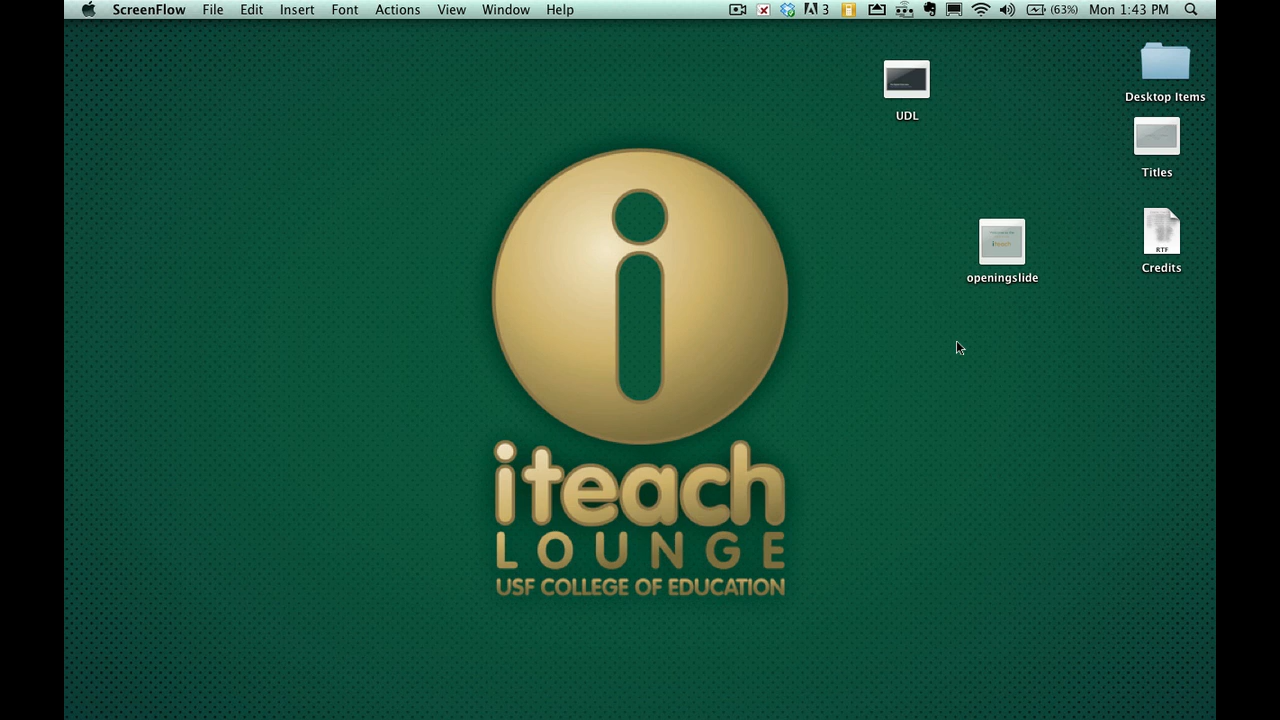 ScreenFlow File Edit Insert Font Actions View Window Help 3 (63%) Mon 1:43 PM
UDL
Desktop Items
Titles
openingslide
RTF
Credits
iteach
LOUNGE
USF COLLEGE OF EDUCATION